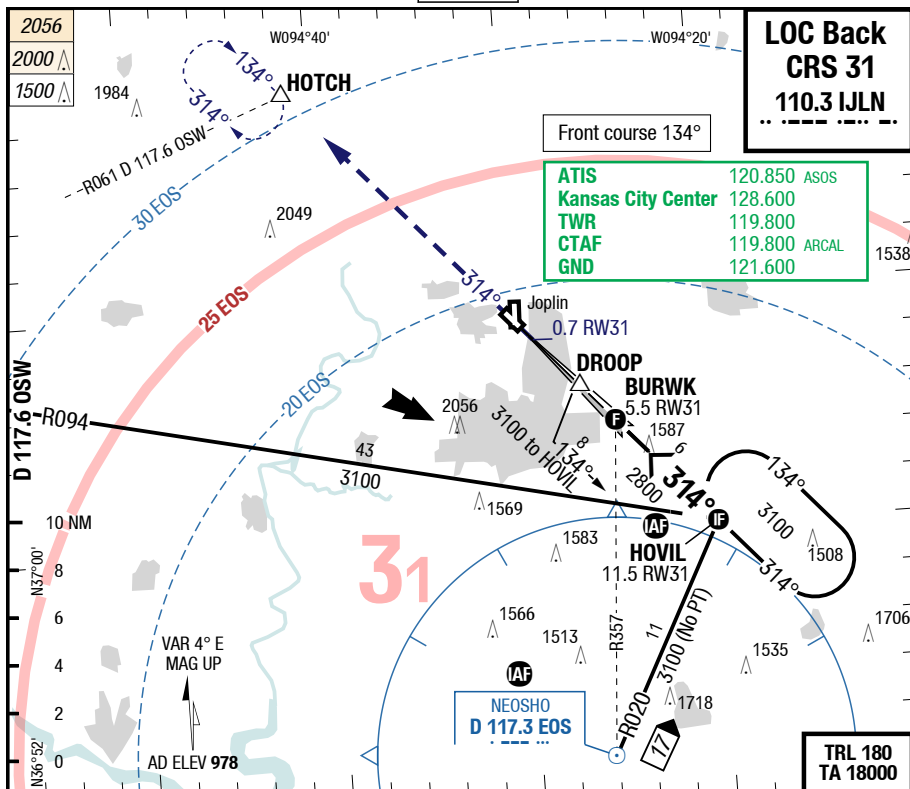 2056
2000
1500
W094°40'
W094°20'
LOC Back
CRS 31
110.3 IJLN
1984
134°
314°
HOTCH
R061 D 117.6 OSW
30 EOS
Front course 134°
ATIS 120.850 ASOS
Kansas City Center 128.600
TWR 119.800
CTAF 119.800 ARCAL
GND 121.600
2049
1538
25 EOS
314°
Joplin
0.7 RW31
20 EOS
DROOP
BURWK
F
5.5 RW31
D 117.6 OSW
R094
2056
1587
43
3100
8
3100 to HOVIL
134°
6
2800
314°
134°
3100
314°
1569
IAF
IF
HOVIL
11.5 RW31
1508
10 NM
N37°00'
8
6
4
2
0
N36°52'
31
1583
1566
1513
R357
11
3100 (No PT)
1706
1535
VAR 4° E
MAG UP
IAF
1718
NEOSHO
D 117.3 EOS
R020
17
AD ELEV 978
TRL 180
TA 18000